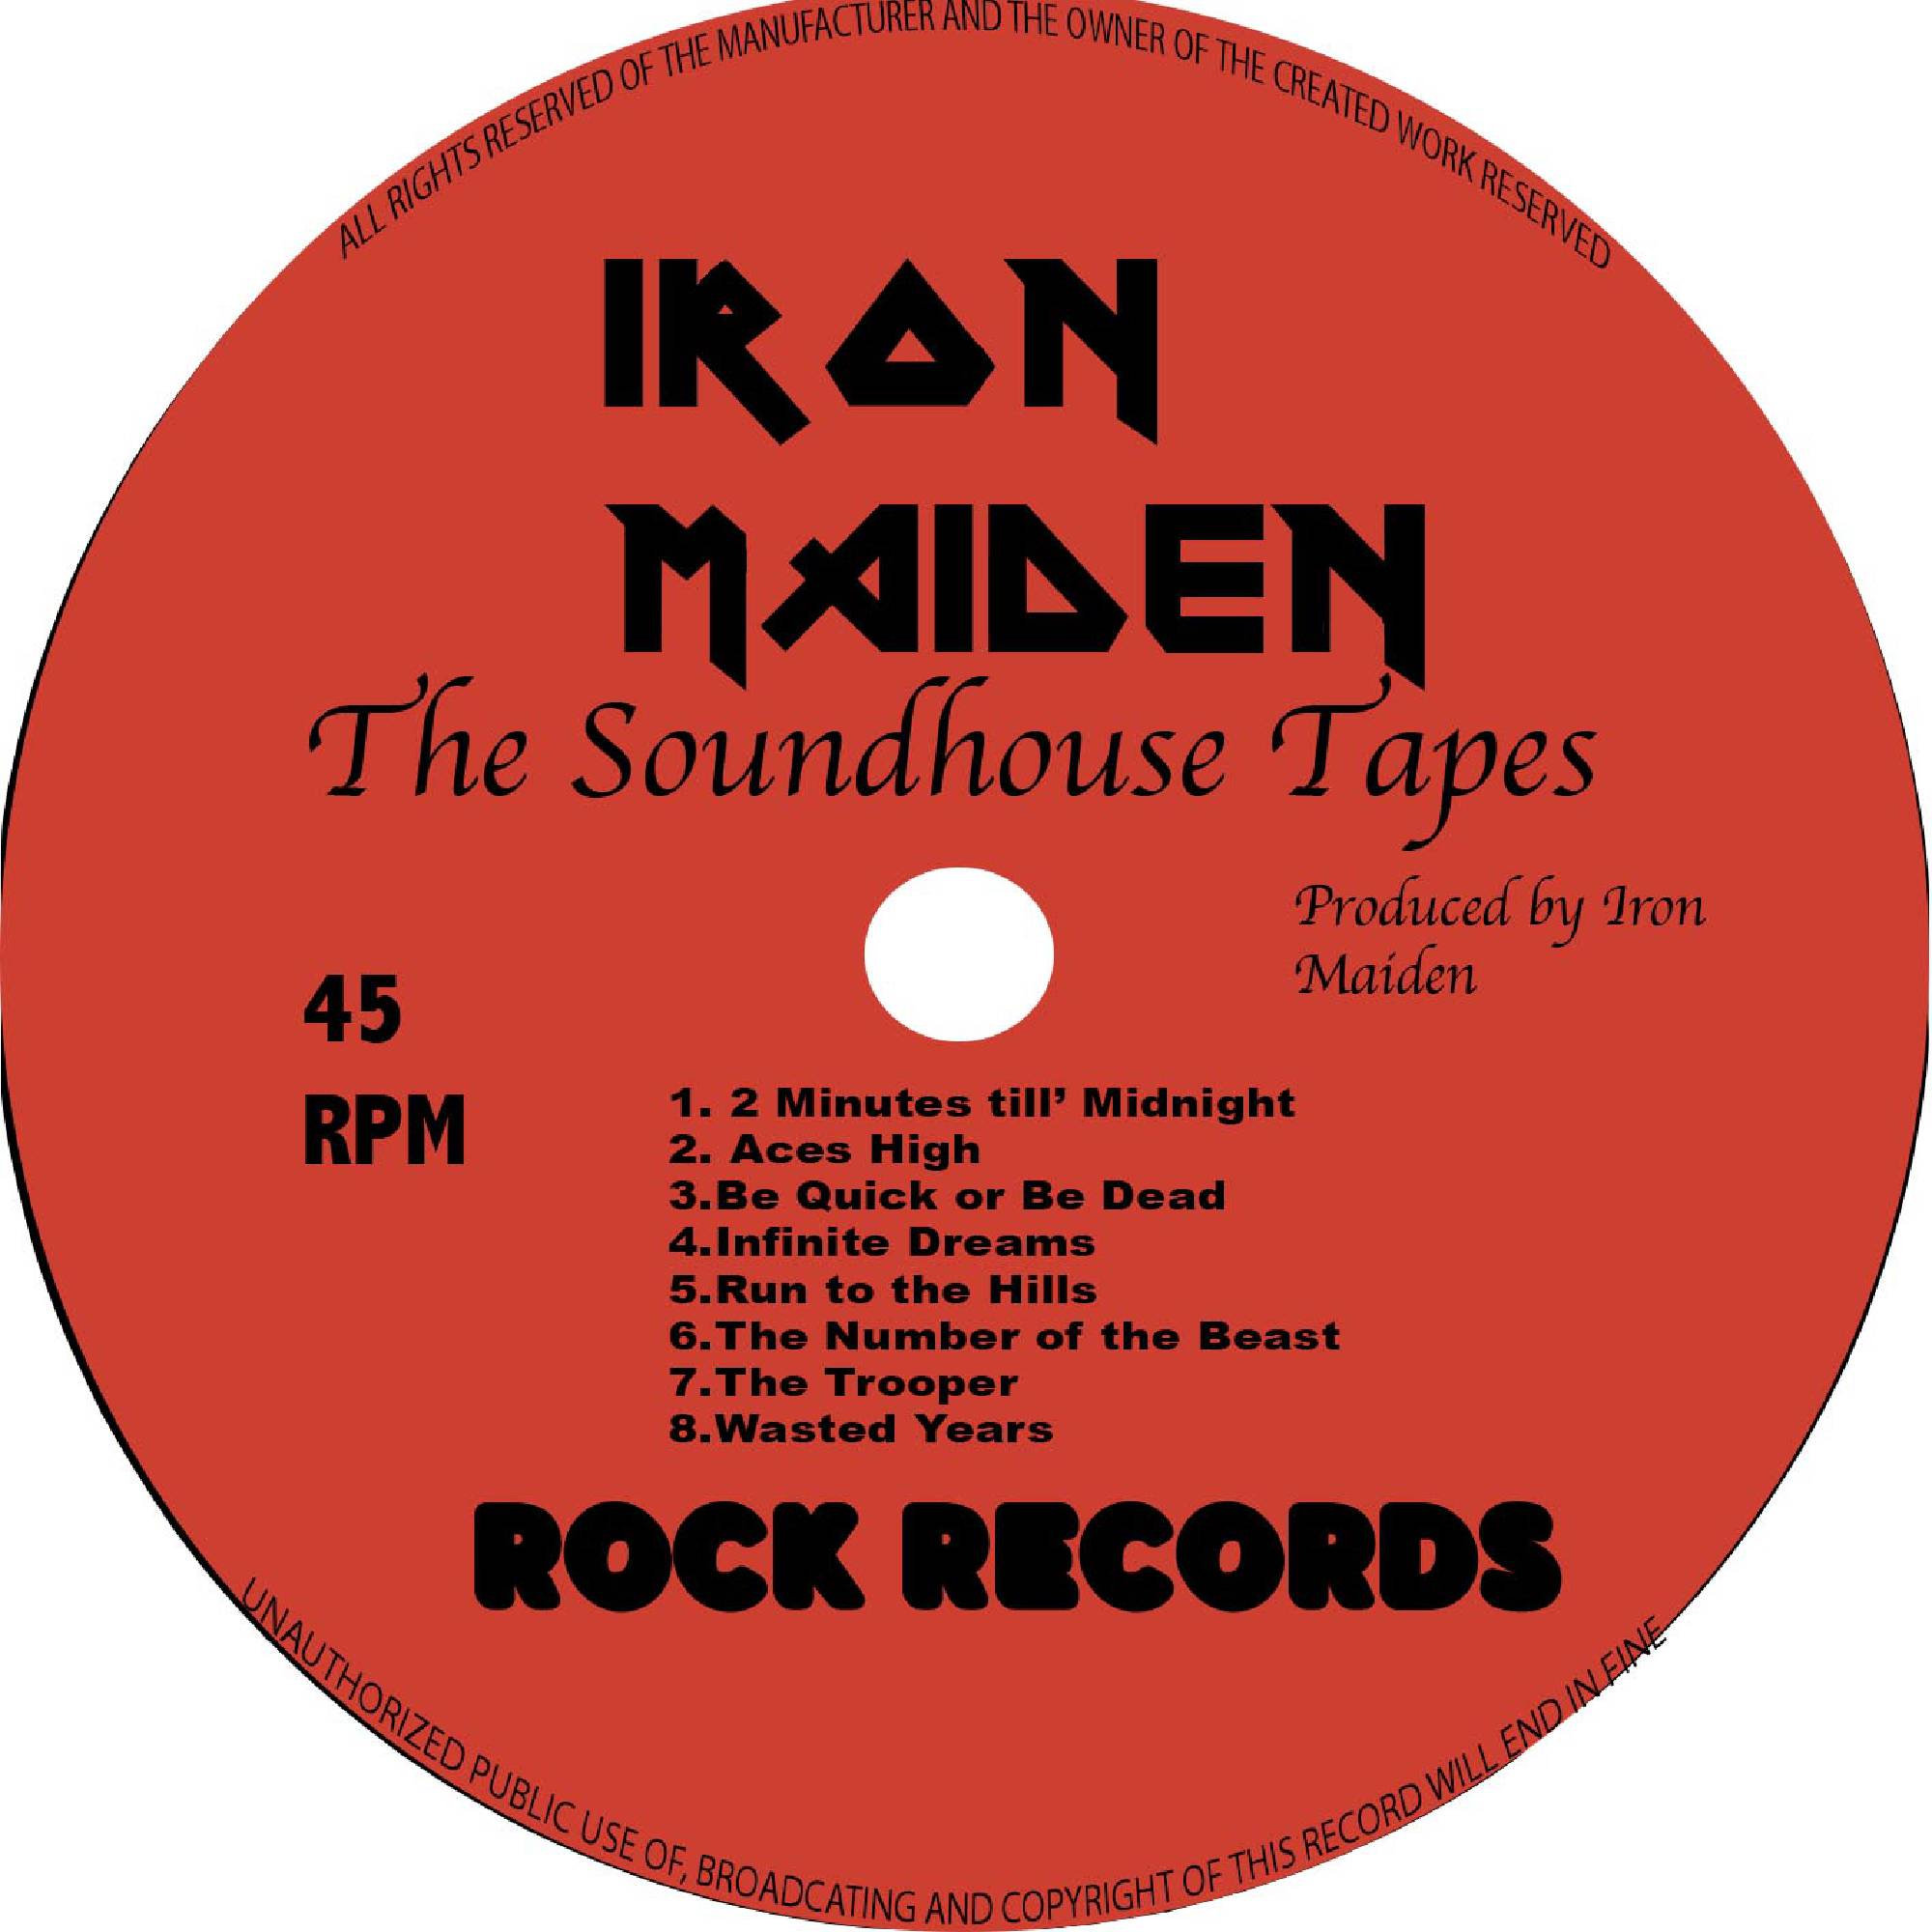 ALL RIGHTS RESERVED OF THE MANUFACTURER AND THE OWNER OF THE CREATED WORK RESERVED
IRON
MAIDEN
The Soundhouse Tapes
Produced by Iron
Maiden
45
RPM
1. 2 Minutes till’ Midnight
2. Aces High
3.Be Quick or Be Dead
4.Infinite Dreams
5.Run to the Hills
6.The Number of the Beast
7.The Trooper
8.Wasted Years
ROCK RECORDS
UNAUTHORIZED PUBLIC USE OF, BROADCATING AND COPYRIGHT OF THIS RECORD WILL END IN FINE